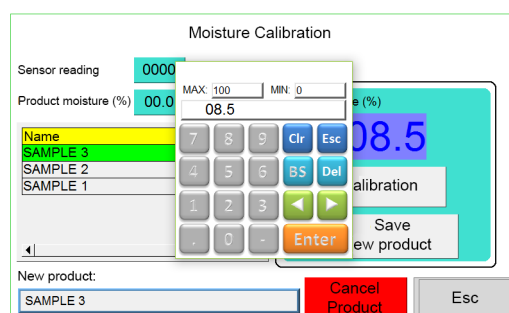 Moisture Calibration
Sensor reading 0000
Product moisture (%) 00.0
MAX: 100 MIN: 0
08.5
7 8 9 Clr Esc
4 5 6 BS Del
1 2 3
. 0 - Enter
(%)
08.5
Save
product
Name
SAMPLE 3
SAMPLE 2
SAMPLE 1
New product:
SAMPLE 3
Cancel
Product
Esc